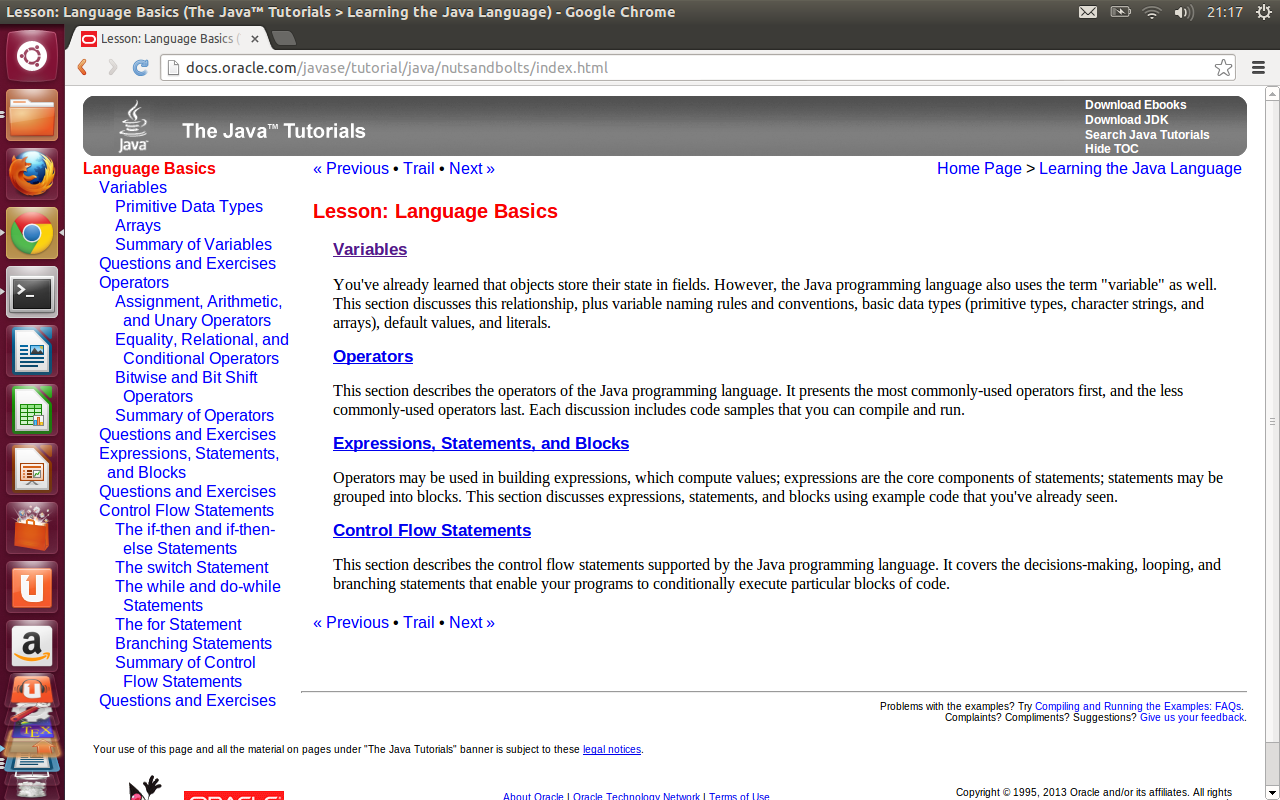 Lesson: Language Basics (The Java™ Tutorials > Learning the Java Language) - Google Chrome
21:17
Lesson: Language Basics (
docs.oracle.com/javase/tutorial/java/nutsandbolts/index.html
Java
The Java™ Tutorials
Download Ebooks
Download JDK
Search Java Tutorials
Hide TOC
Language Basics
Variables
Primitive Data Types
Arrays
Summary of Variables
Questions and Exercises
Operators
Assignment, Arithmetic,
and Unary Operators
Equality, Relational, and
Conditional Operators
Bitwise and Bit Shift
Operators
Summary of Operators
Questions and Exercises
Expressions, Statements,
and Blocks
Questions and Exercises
Control Flow Statements
The if-then and if-then-
else Statements
The switch Statement
The while and do-while
Statements
The for Statement
Branching Statements
Summary of Control
Flow Statements
Questions and Exercises
« Previous • Trail • Next »
Home Page > Learning the Java Language
Lesson: Language Basics
Variables
You've already learned that objects store their state in fields. However, the Java programming language also uses the term "variable" as well.
This section discusses this relationship, plus variable naming rules and conventions, basic data types (primitive types, character strings, and
arrays), default values, and literals.
Operators
This section describes the operators of the Java programming language. It presents the most commonly-used operators first, and the less
commonly-used operators last. Each discussion includes code samples that you can compile and run.
Expressions, Statements, and Blocks
Operators may be used in building expressions, which compute values; expressions are the core components of statements; statements may be
grouped into blocks. This section discusses expressions, statements, and blocks using example code that you've already seen.
Control Flow Statements
This section describes the control flow statements supported by the Java programming language. It covers the decisions-making, looping, and
branching statements that enable your programs to conditionally execute particular blocks of code.
« Previous • Trail • Next »
Problems with the examples? Try Compiling and Running the Examples: FAQs.
Complaints? Compliments? Suggestions? Give us your feedback.
Your use of this page and all the material on pages under "The Java Tutorials" banner is subject to these legal notices.
ORACLE
About Oracle | Oracle Technology Network | Terms of Use
Copyright © 1995, 2013 Oracle and/or its affiliates. All rights